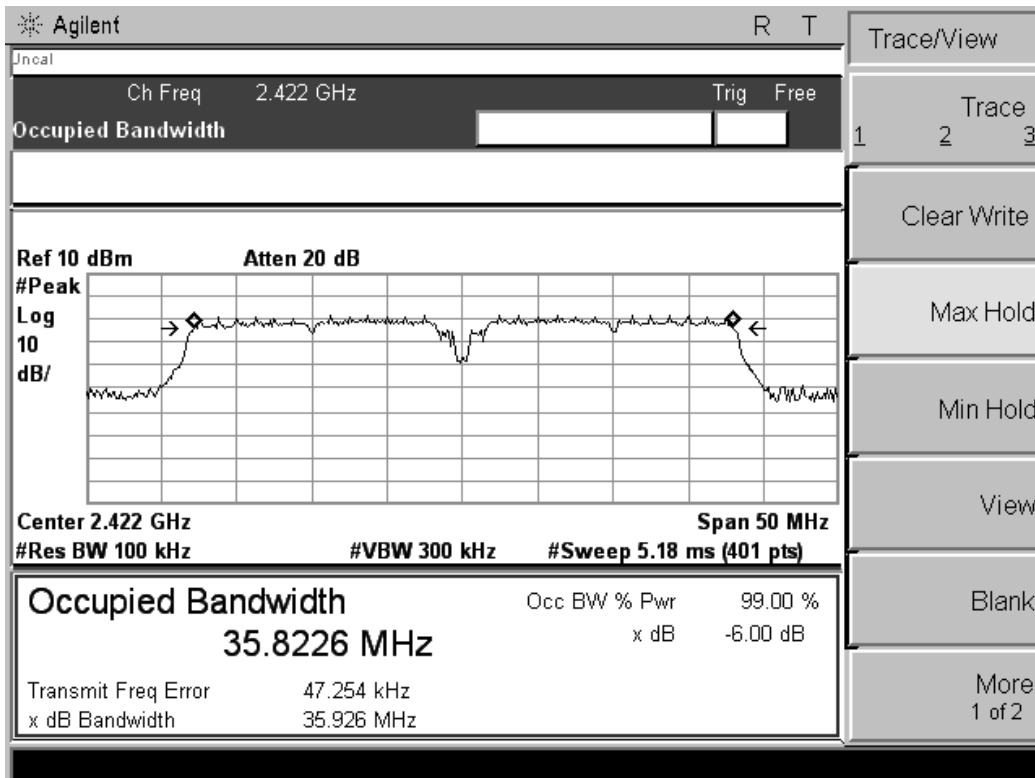 Agilent R T
Trace/View
Uncal
Ch Freq 2.422 GHz Trig Free
Occupied Bandwidth
Trace
1 2 3
Clear Write
Max Hold
Min Hold
View
Blank
More
1 of 2
Ref 10 dBm Atten 20 dB
#Peak
Log
10
dB/
Center 2.422 GHz Span 50 MHz
#Res BW 100 kHz #VBW 300 kHz #Sweep 5.18 ms (401 pts)
Occupied Bandwidth
35.8226 MHz
Occ BW % Pwr 99.00 %
x dB -6.00 dB
Transmit Freq Error 47.254 kHz
x dB Bandwidth 35.926 MHz